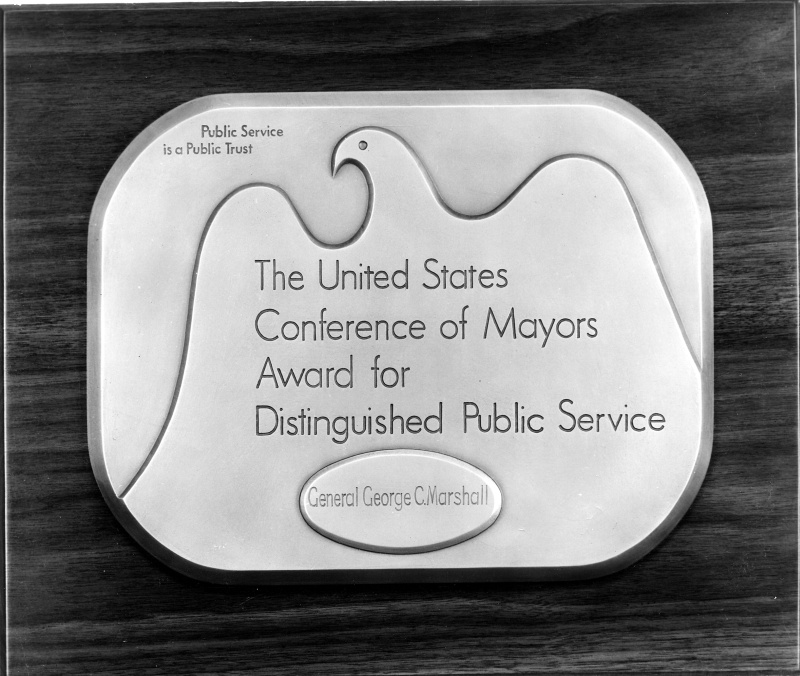 Public Service
is a Public Trust
The United States
Conference of Mayors
Award for
Distinguished Public Service
General George C. Marshall